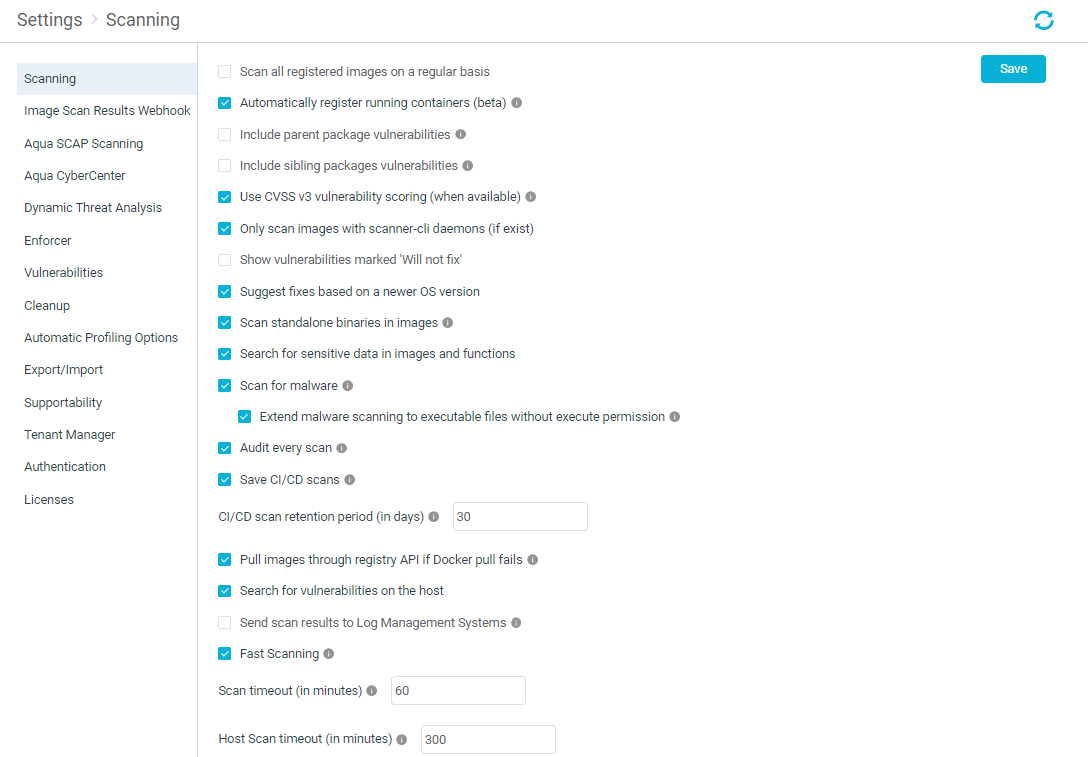 Settings > Scanning
Save
Scanning
Image Scan Results Webhook
Aqua SCAP Scanning
Aqua CyberCenter
Dynamic Threat Analysis
Enforcer
Vulnerabilities
Cleanup
Automatic Profiling Options
Export/Import
Supportability
Tenant Manager
Authentication
Licenses
Scan all registered images on a regular basis
Automatically register running containers (beta)
Include parent package vulnerabilities
Include sibling packages vulnerabilities
Use CVSS v3 vulnerability scoring (when available)
Only scan images with scanner-cli daemons (if exist)
Show vulnerabilities marked 'Will not fix'
Suggest fixes based on a newer OS version
Scan standalone binaries in images
Search for sensitive data in images and functions
Scan for malware
Extend malware scanning to executable files without execute permission
Audit every scan
Save CI/CD scans
CI/CD scan retention period (in days) 30
Pull images through registry API if Docker pull fails
Search for vulnerabilities on the host
Send scan results to Log Management Systems
Fast Scanning
Scan timeout (in minutes) 60
Host Scan timeout (in minutes) 300